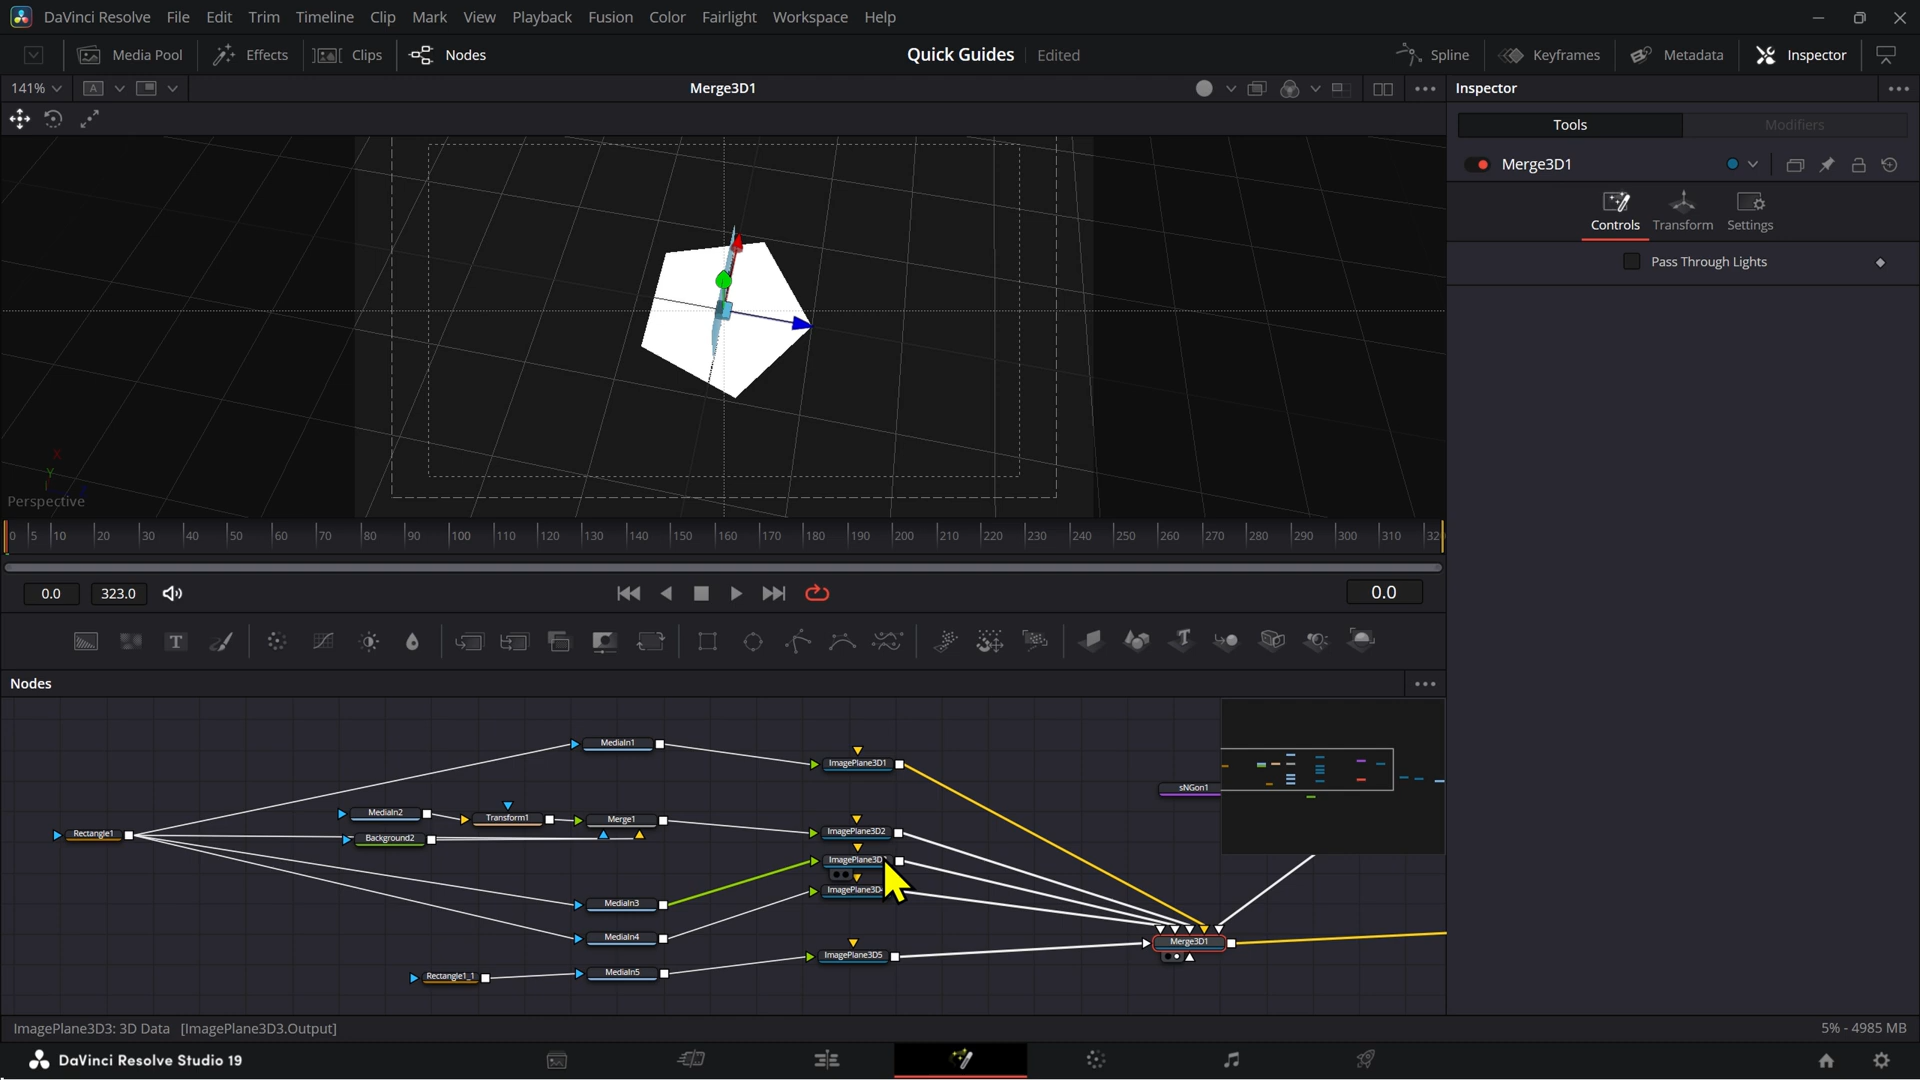 DaVinci Resolve File Edit Trim Timeline Clip Mark View Playback Fusion Color Fairlight Workspace Help
Media Pool Effects Clips Nodes Quick Guides Edited Spline Keyframes Metadata Inspector
141% A Merge3D1 Inspector
Tools Modifiers
Merge3D1
Controls Transform Settings
Pass Through Lights
X
Y
Perspective
0 5 10 20 30 40 50 60 70 80 90 100 110 120 130 140 150 160 170 180 190 200 210 220 230 240 250 260 270 280 290 300 310 32
0.0 323.0 0.0
T T
Nodes
MediaIn1
ImagePlane3D1
sNGon1
MediaIn2
Transform1
Merge1
Rectangle1
Background2
ImagePlane3D2
ImagePlane3D
ImagePlane3D
MediaIn3
MediaIn4
Merge3D1
ImagePlane3D5
Rectangle1_1
MediaIn5
ImagePlane3D3: 3D Data [ImagePlane3D3.Output] 5% - 4985 MB
DaVinci Resolve Studio 19